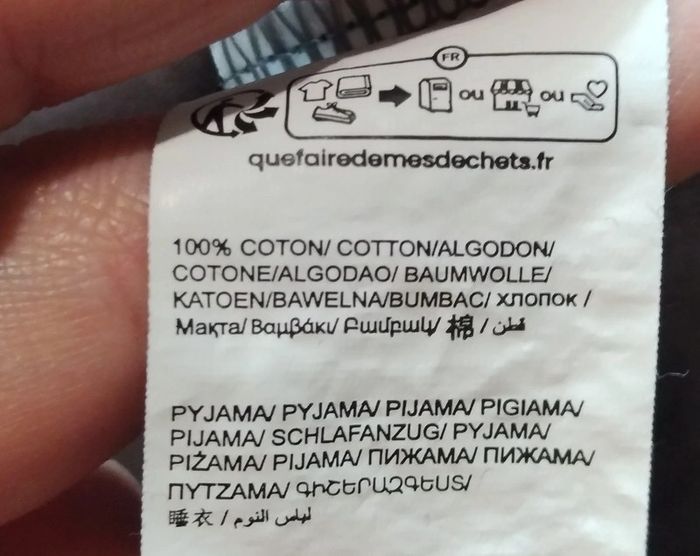 FR
ou ou
quefairedemesdechets.fr
100% COTON/ COTTON/ALGODON/
COTONE/ALGODAO/ BAUMWOLLE/
KATOEN/BAWELNA/BUMBAC/ хлопок /
Мақта/ Βαμβάκι/ Բամբակ/ 棉 / قطن
PYJAMA/ PYJAMA/ PIJAMA/ PIGIAMA/
PIJAMA/ SCHLAFANZUG/ PYJAMA/
PIŻAMA/ PIJAMA/ ПИЖАМА/ ПИЖАМА/
ΠΥΤΖΑΜΑ/ ԳԻՇԵՐԱԶԳԵՍՏ/
睡衣 / لباس النوم /